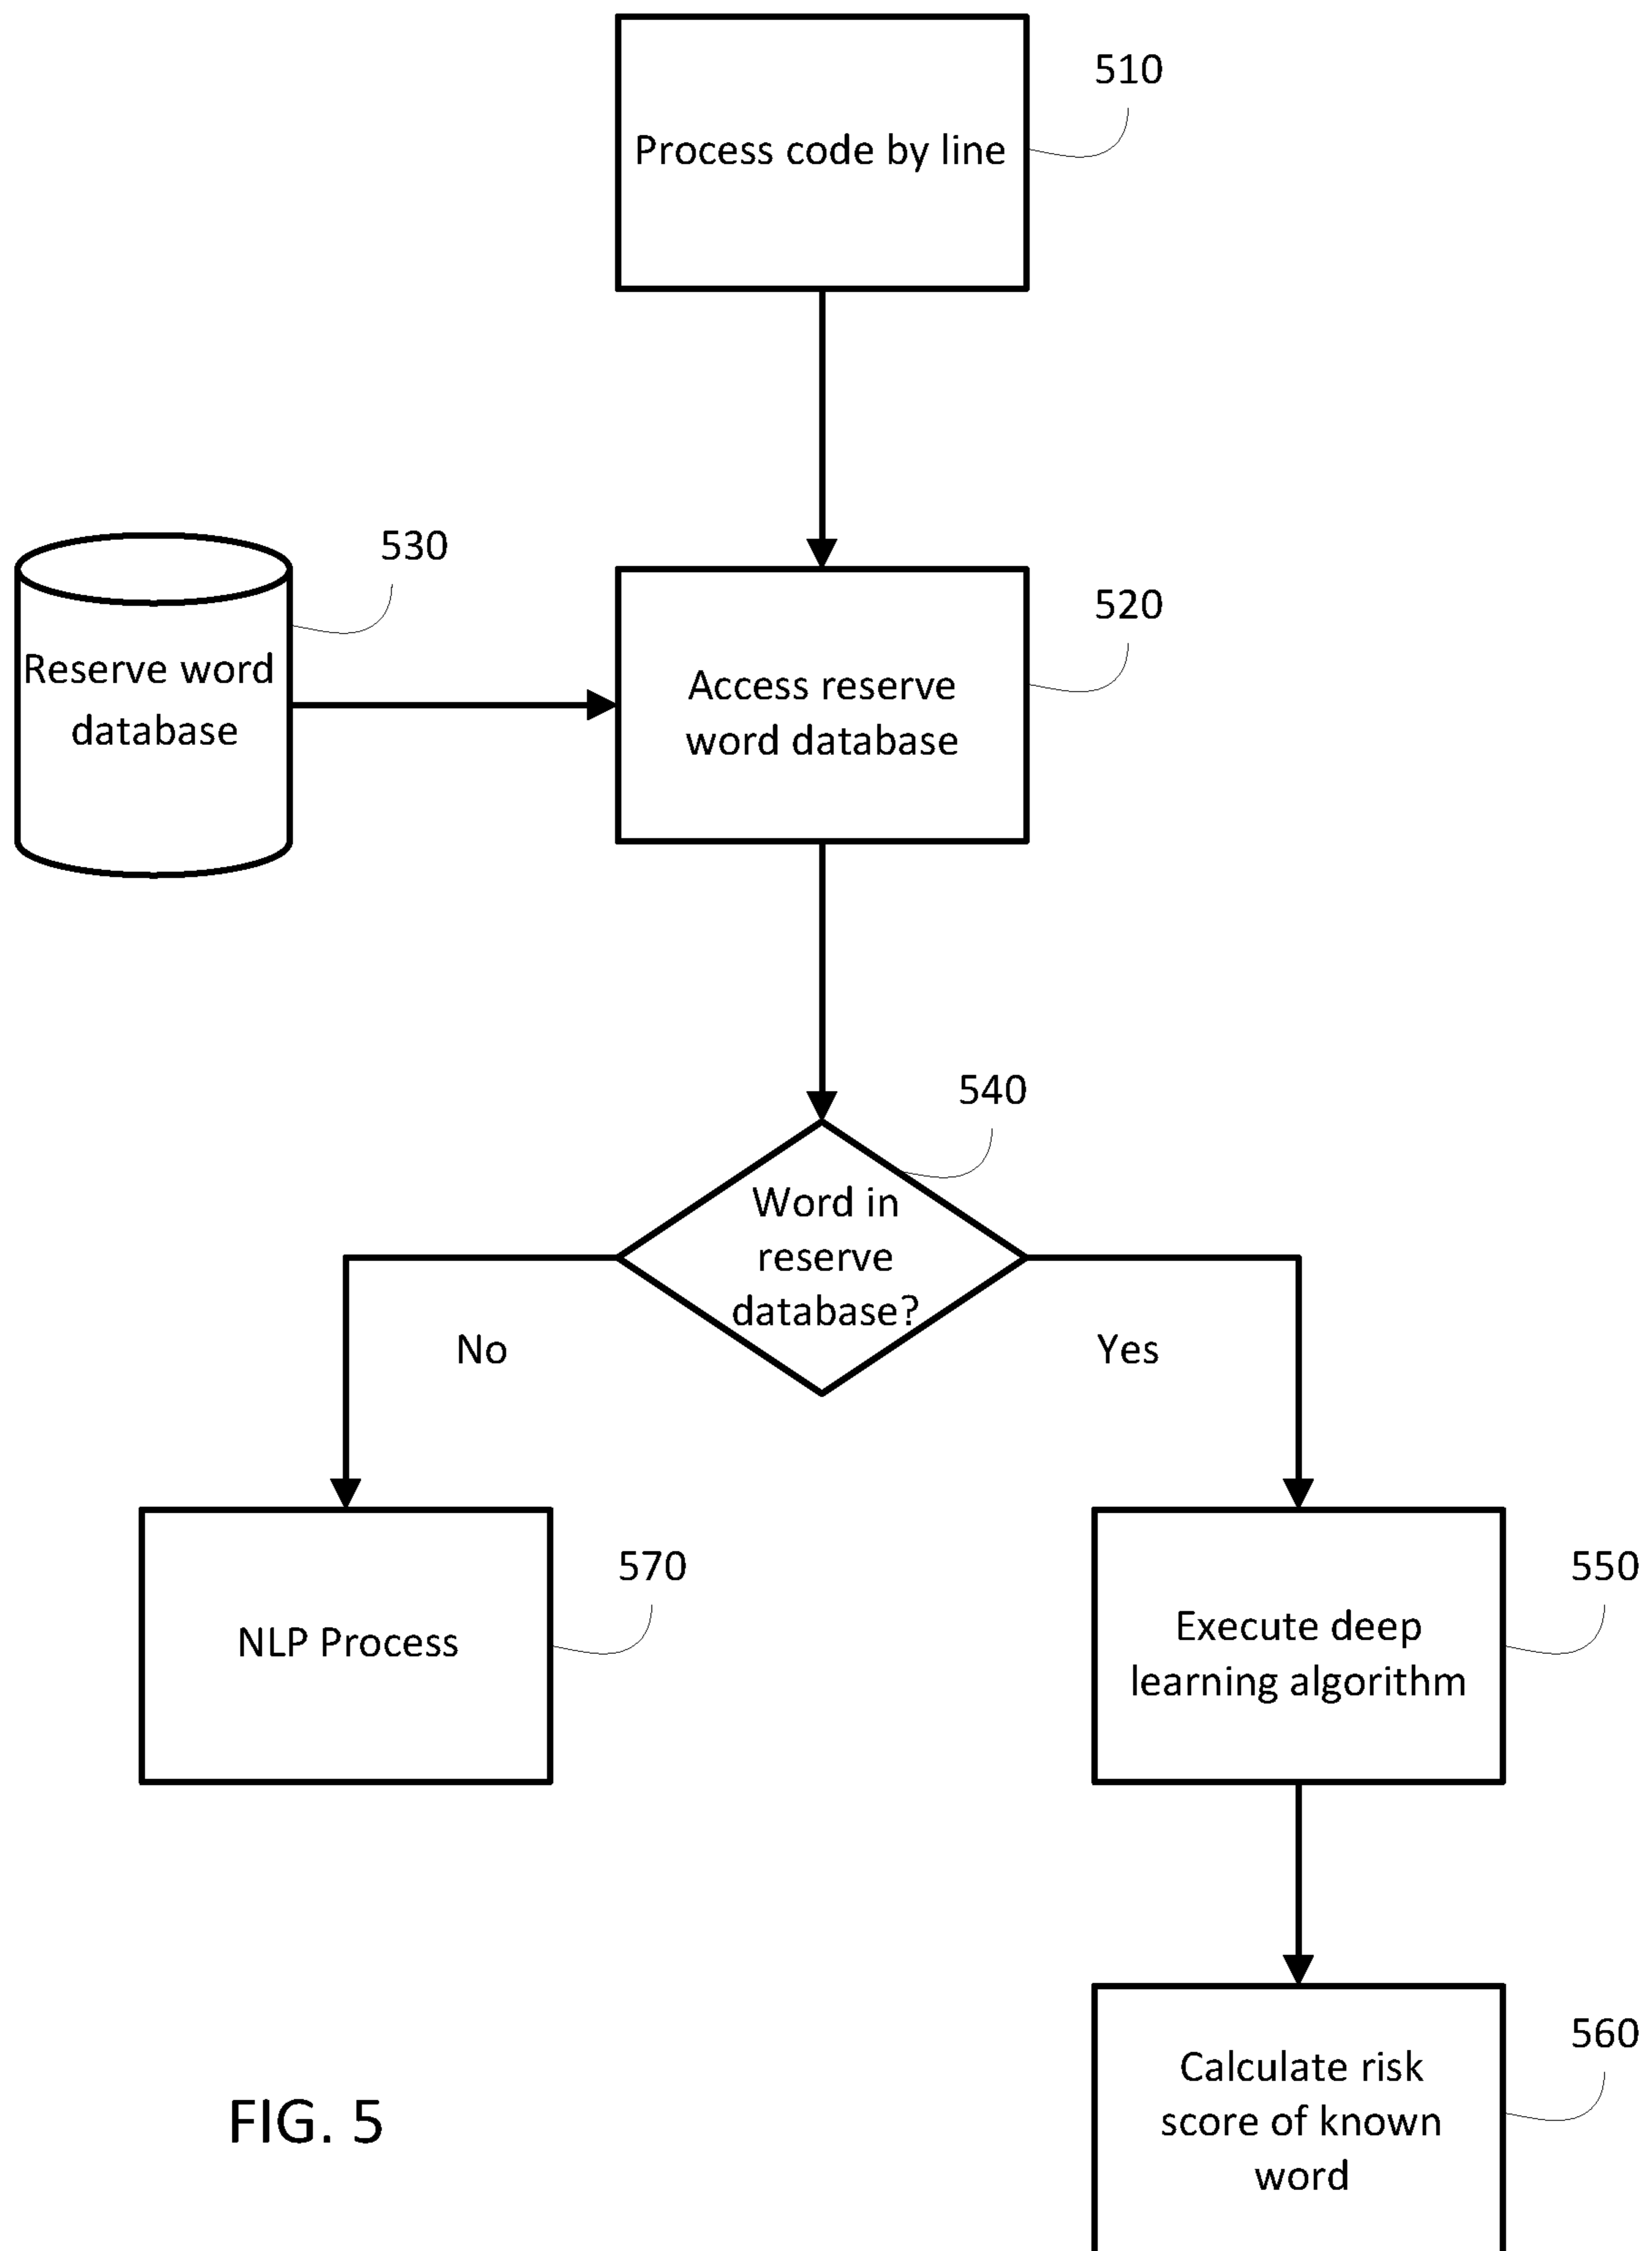 510
Process code by line
530
520
Reserve word
database
Access reserve
word database
540
Word in
reserve
database?
No
Yes
570
550
NLP Process
Execute deep
learning algorithm
560
Calculate risk
score of known
word
FIG. 5